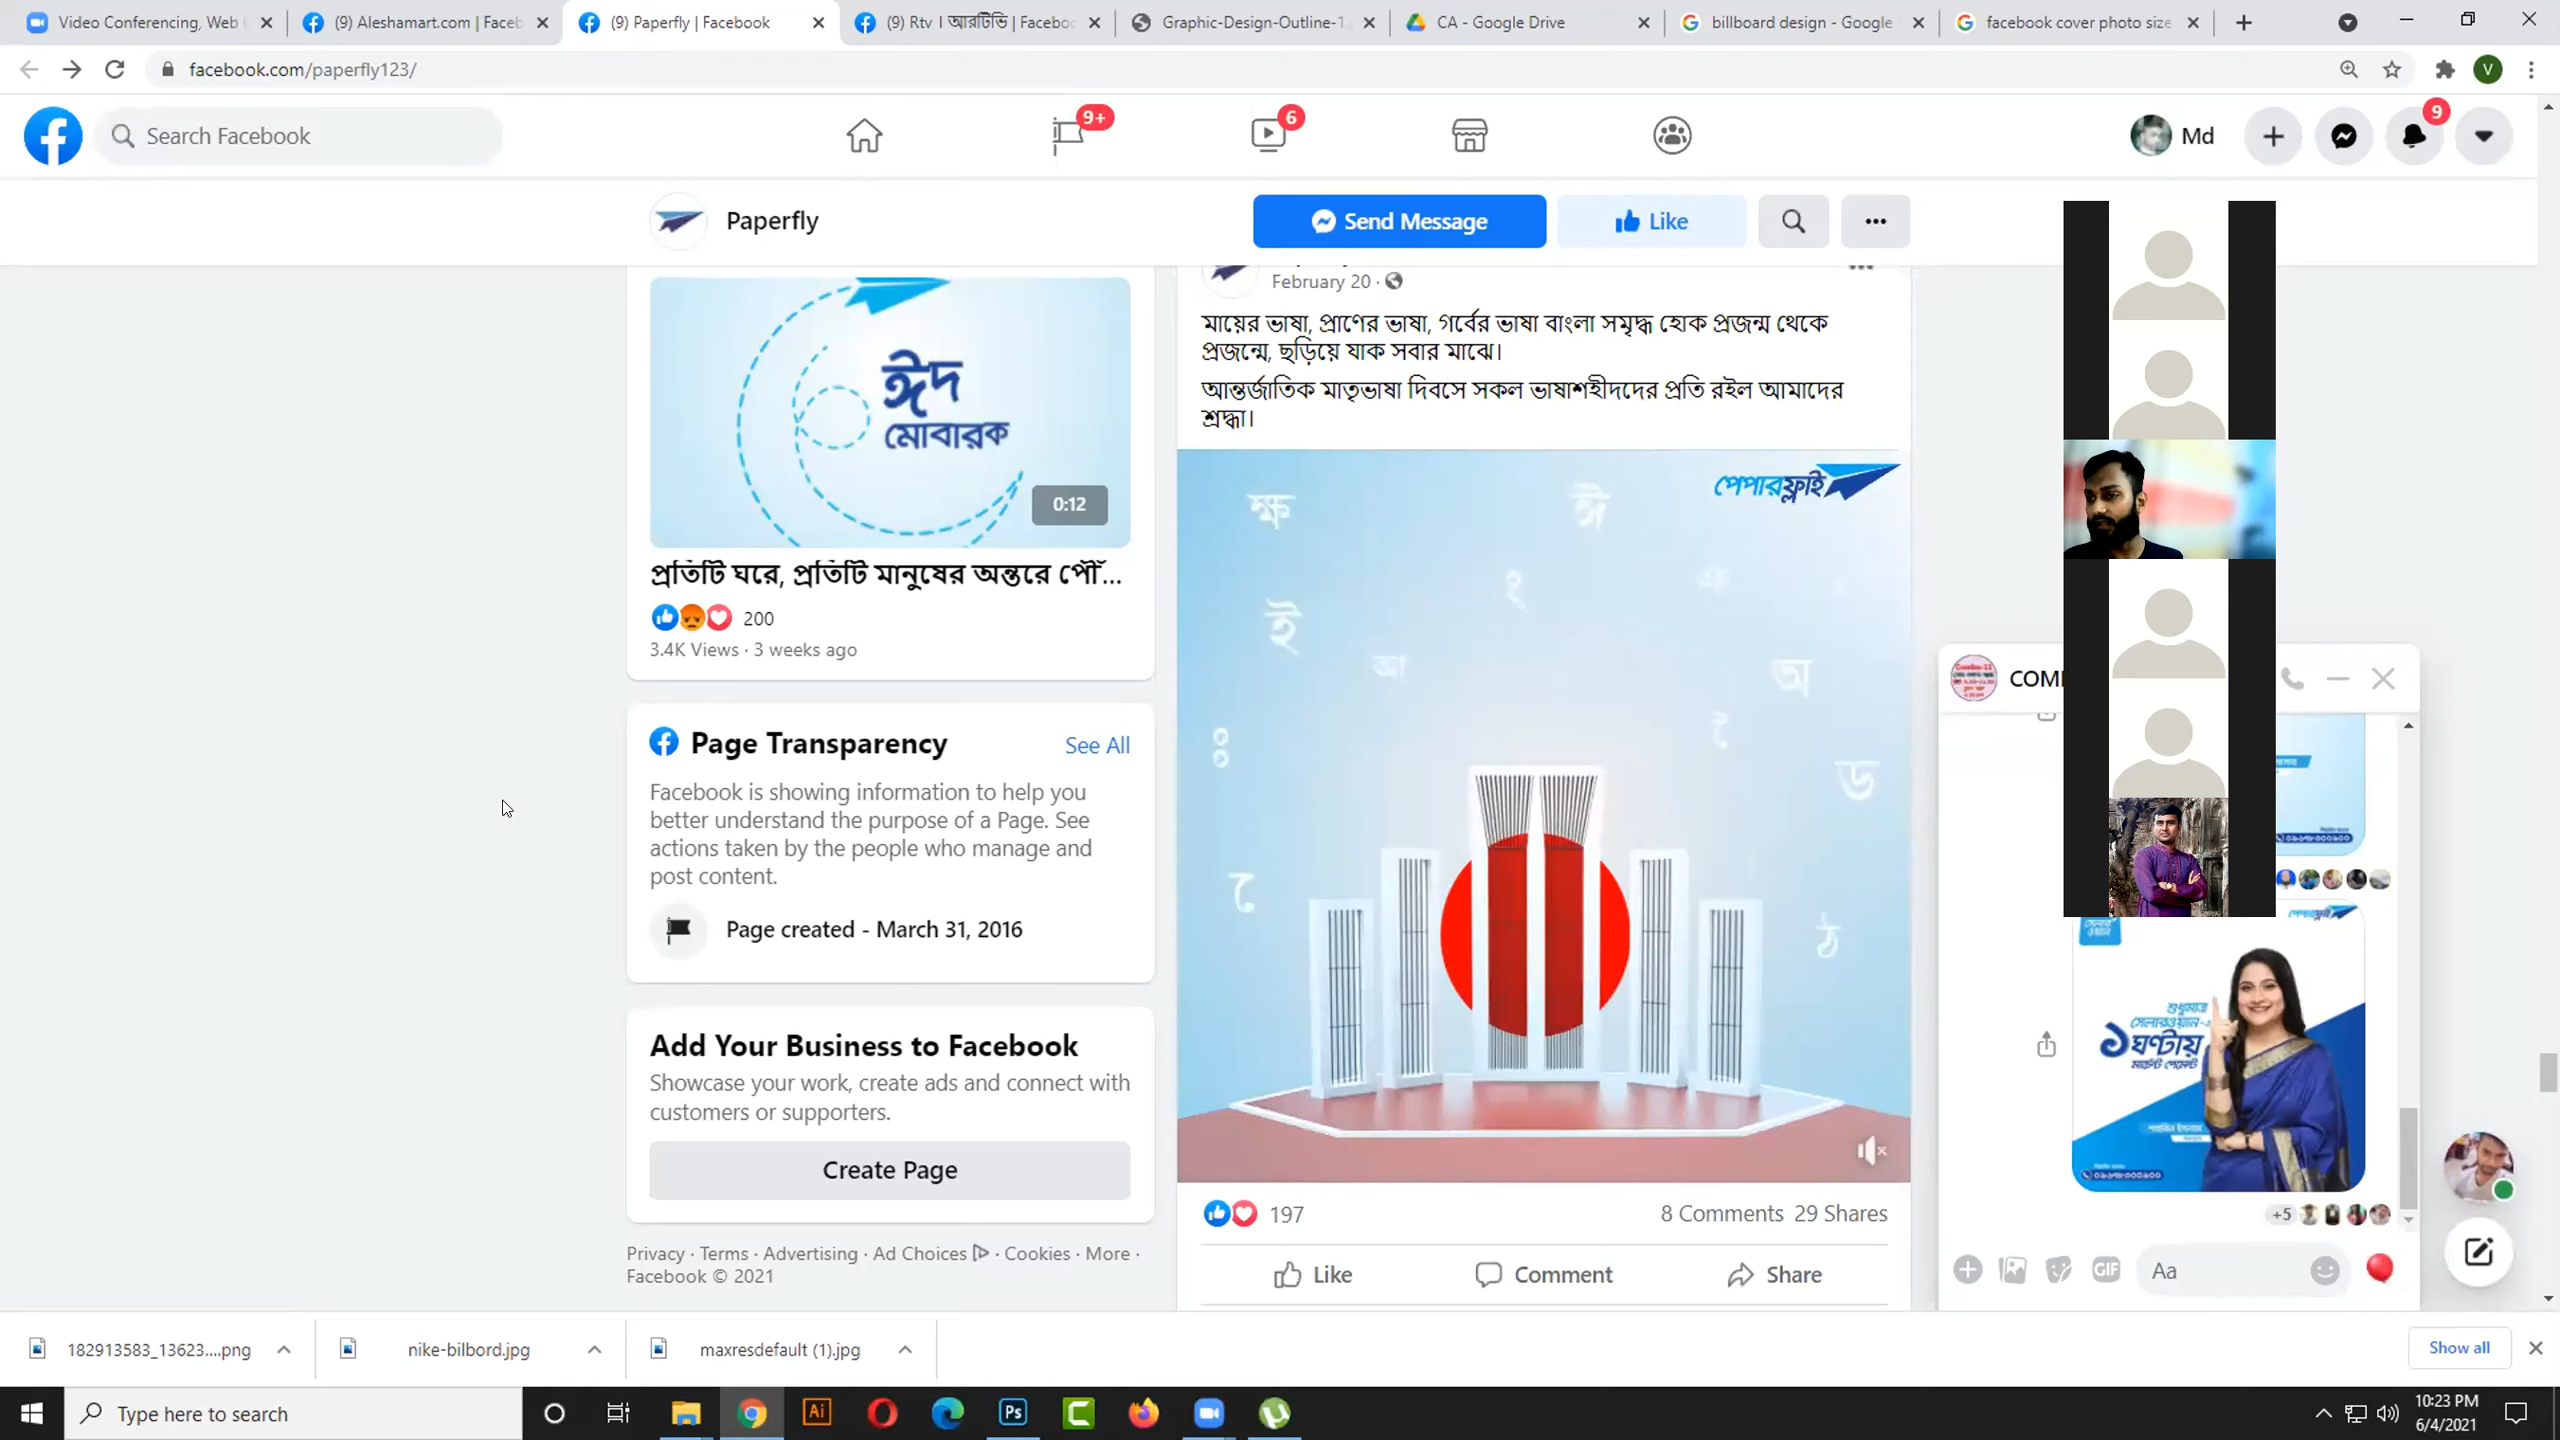 Video Conferencing, Web
(9) Aleshamart.com | Faceb
(9) Paperfly | Facebook
(9) Rtv । আরটিভি | Faceboo
Graphic-Design-Outline-1
CA - Google Drive
billboard design - Google
facebook cover photo size
facebook.com/paperfly123/
V
Search Facebook
9+
6
Md
9
Paperfly
Send Message
Like
February 20
মায়ের ভাষা, প্রাণের ভাষা, গর্বের ভাষা বাংলা সমৃদ্ধ হোক প্রজন্ম থেকে
প্রজন্মে, ছড়িয়ে যাক সবার মাঝে।
আন্তর্জাতিক মাতৃভাষা দিবসে সকল ভাষাশহীদদের প্রতি রইল আমাদের
শ্রদ্ধা।
ঈদ
মোবারক
0:12
প্রতিটি ঘরে, প্রতিটি মানুষের অন্তরে পৌঁ...
200
3.4K Views · 3 weeks ago
Page Transparency
See All
Facebook is showing information to help you
better understand the purpose of a Page. See
actions taken by the people who manage and
post content.
Page created - March 31, 2016
Add Your Business to Facebook
Showcase your work, create ads and connect with
customers or supporters.
Create Page
Privacy · Terms · Advertising · Ad Choices · Cookies · More ·
Facebook © 2021
পেপারফ্লাই
ক্ষ
ঈ
ই
আ
অ
ড
ঠ
197
8 Comments 29 Shares
Like
Comment
Share
COM
পেপারফ্লাই
শুধুমাত্র
সেলারওয়ান-এ
১ ঘণ্টায়
মার্চেন্ট পেমেন্ট
+5
GIF
Aa
182913583_13623....png
nike-bilbord.jpg
maxresdefault (1).jpg
Show all
Type here to search
Ai
Ps
10:23 PM
6/4/2021